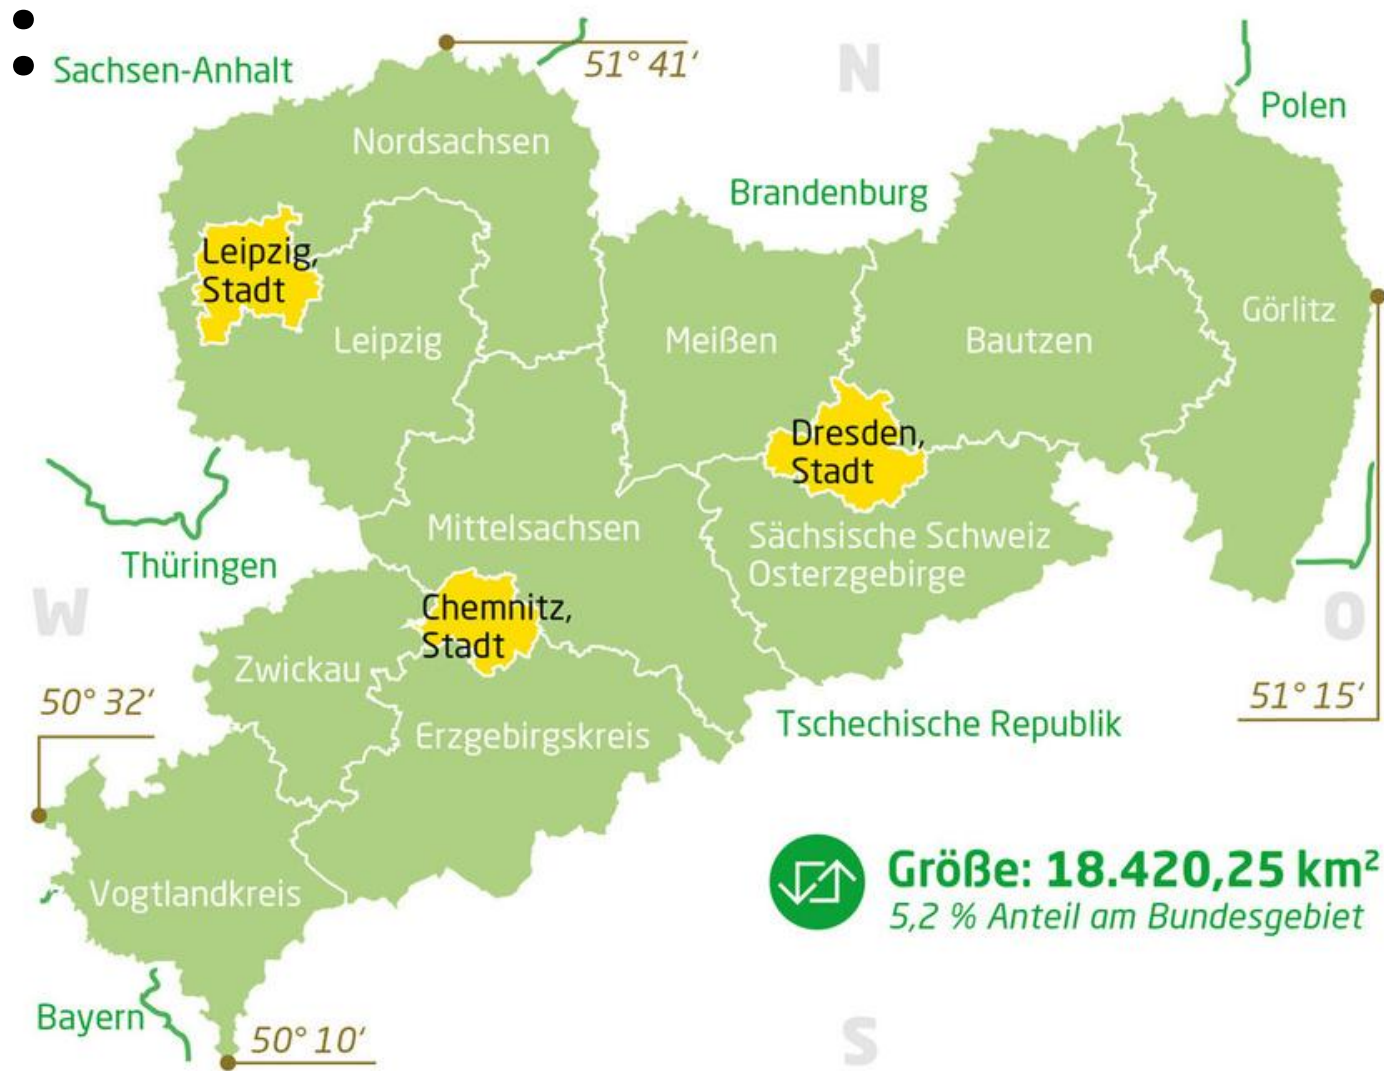 51° 41‘
N
Sachsen-Anhalt
Polen
Nordsachsen
Brandenburg
Leipzig,
Stadt
Görlitz
Leipzig
Meißen
Bautzen
Dresden,
Stadt
Mittelsachsen
Sächsische Schweiz
Osterzgebirge
Thüringen
W
O
Chemnitz,
Stadt
Zwickau
50° 32‘
51° 15‘
Tschechische Republik
Erzgebirgskreis
Größe: 18.420,25 km²
5,2 % Anteil am Bundesgebiet
Vogtlandkreis
Bayern
50° 10‘
S